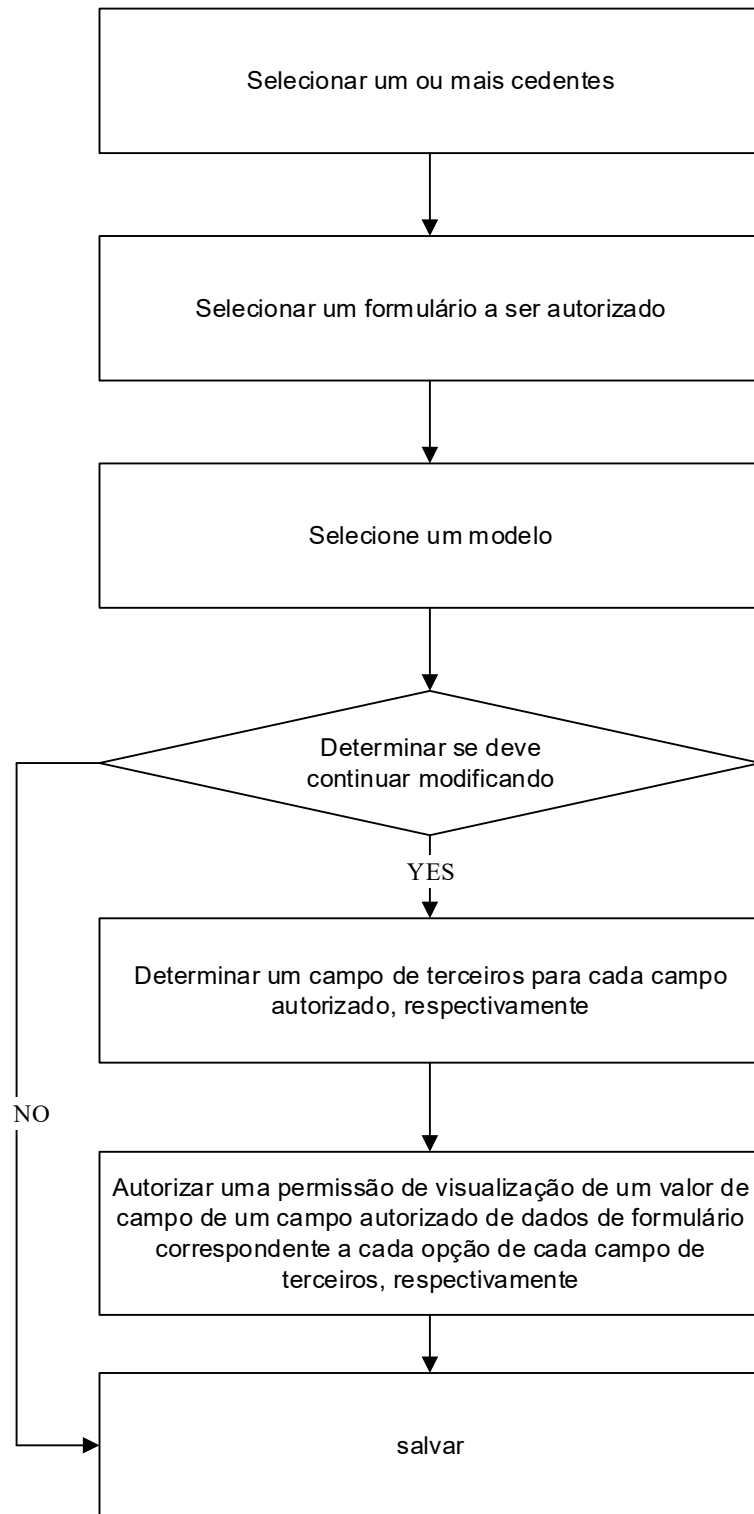 Selecionar um ou mais cedentes
Selecionar um formulário a ser autorizado
Selecione um modelo
Determinar se deve
continuar modificando
YES
Determinar um campo de terceiros para cada campo
autorizado, respectivamente
NO
Autorizar uma permissão de visualização de um valor de
campo de um campo autorizado de dados de formulário
correspondente a cada opção de cada campo de
terceiros, respectivamente
salvar